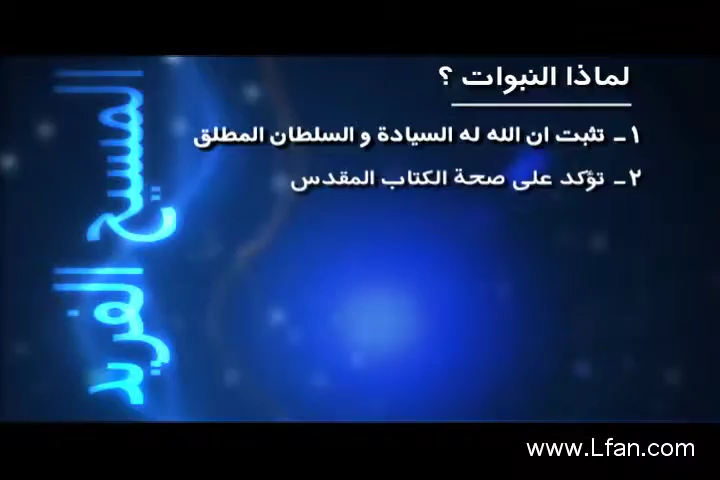 لماذا النبوات ؟
١ـ تثبت ان الله له السيادة و السلطان المطلق
٢ـ تؤكد على صحة الكتاب المقدس
المسيح الفريد
www.Lfan.com